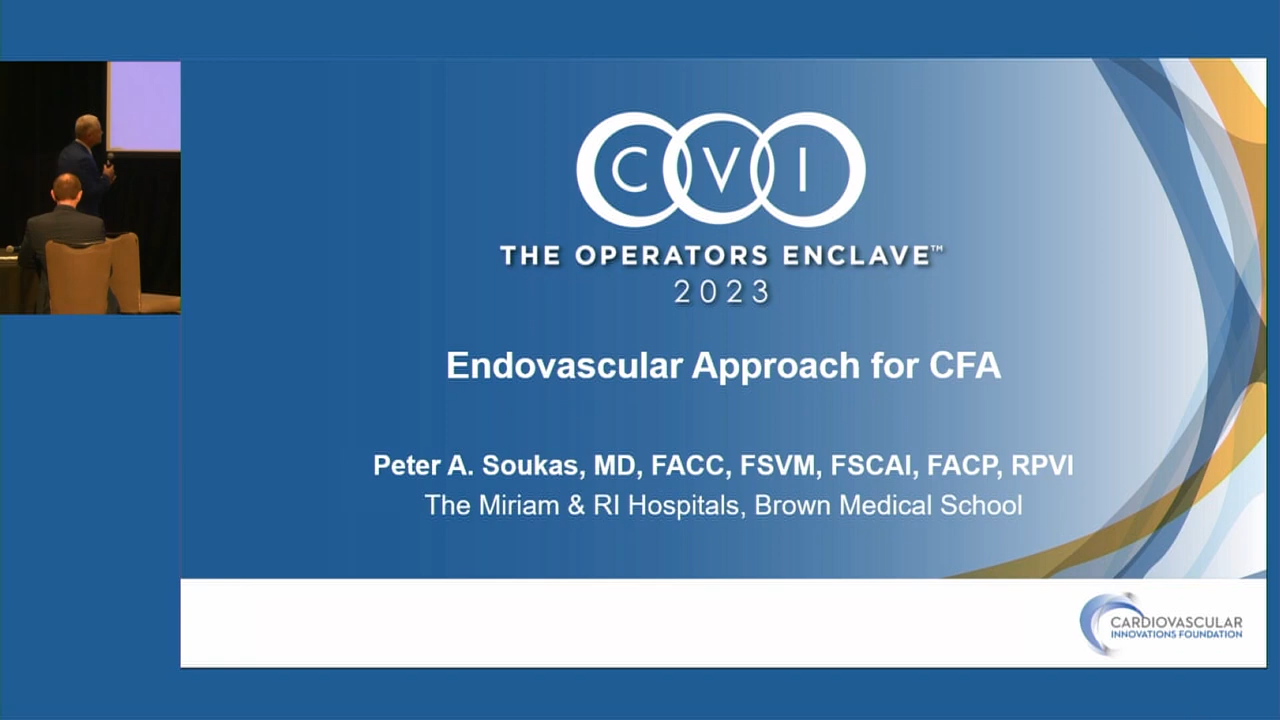 CVI
THE OPERATORS ENCLAVE™
2023
Endovascular Approach for CFA
Peter A. Soukas, MD, FACC, FSVM, FSCAI, FACP, RPVI
The Miriam & RI Hospitals, Brown Medical School
CARDIOVASCULAR
INNOVATIONS FOUNDATION